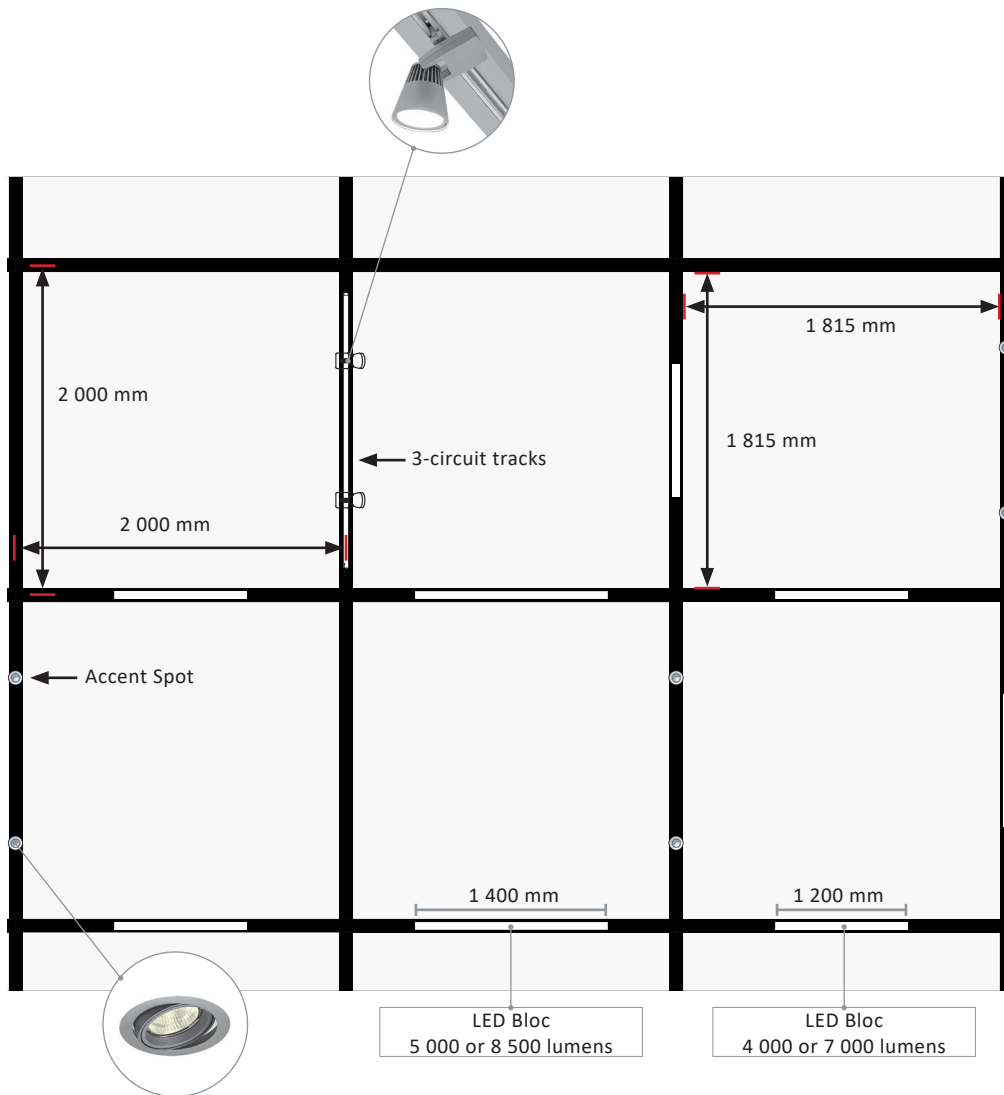 1 815 mm
2 000 mm
1 815 mm
3-circuit tracks
2 000 mm
Accent Spot
1 400 mm
1 200 mm
LED Bloc
5 000 or 8 500 lumens
LED Bloc
4 000 or 7 000 lumens